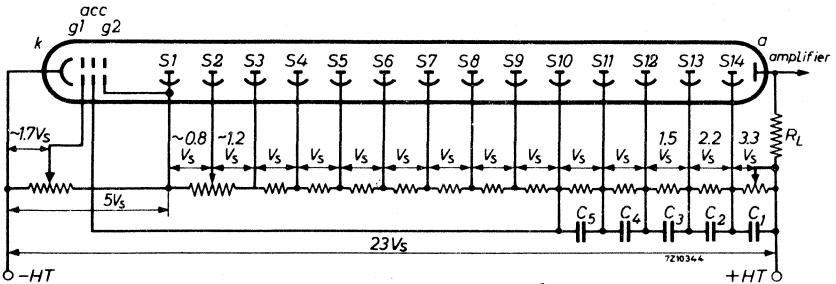 acc
g1 g2
k
S1 S2 S3 S4 S5 S6 S7 S8 S9 S10 S11 S12 S13 S14
a
amplifier
~1.7Vs
~0.8 Vs
~1.2 Vs
Vs Vs Vs Vs Vs Vs Vs Vs Vs
1.5 Vs
2.2 Vs
3.3 Vs
RL
5Vs
C5 C4 C3 C2 C1
23Vs
7Z10344
-HT
+HT